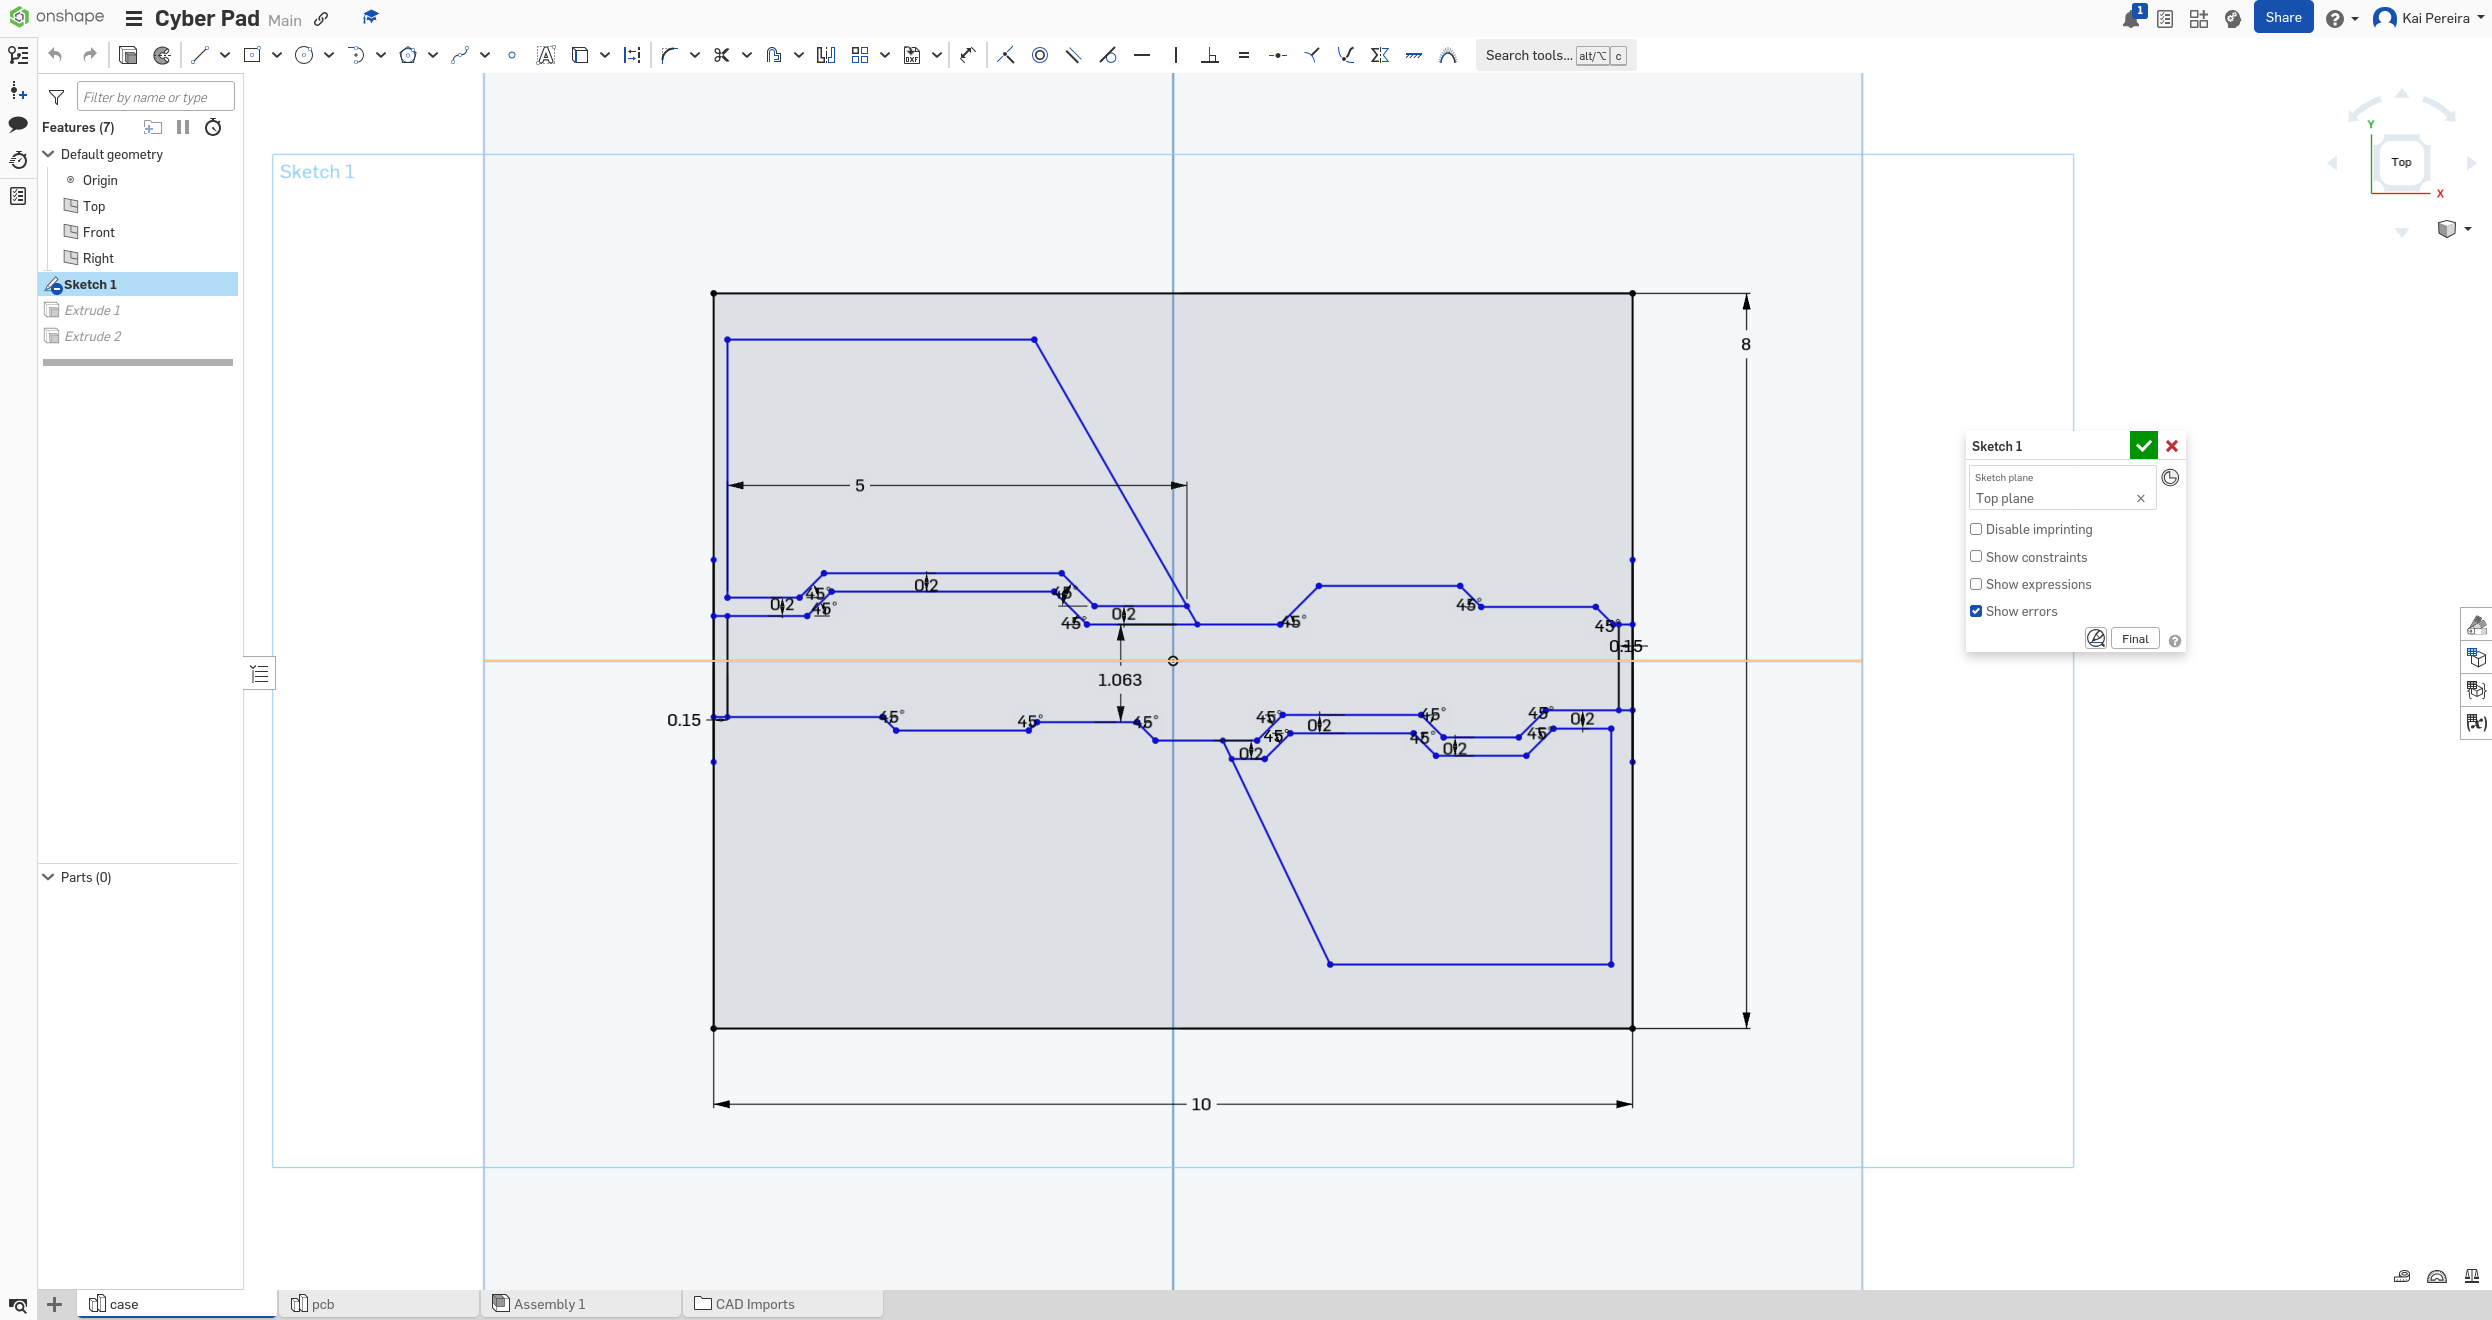 onshape Cyber Pad Main 1 Share Kai Pereira
Search tools... alt/⌥ c
Filter by name or type
Features (7)
Default geometry
Origin
Top
Front
Right
Sketch 1
Extrude 1
Extrude 2
Parts (0)
Sketch 1
Y
Top
X
8
5
0.2
45°
0.2
45°
45°
0.2
45°
45°
45°
45°
0.15
1.063
0.15
45°
45°
45°
45°
0.2
45°
45°
0.2
45°
0.2
45°
45°
0.2
45°
10
Sketch 1
Sketch plane
Top plane
Disable imprinting
Show constraints
Show expressions
Show errors
Final
case pcb Assembly 1 CAD Imports